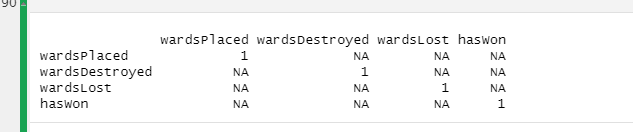 90
wardsPlaced wardsDestroyed wardsLost hasWon
wardsPlaced 1 NA NA NA
wardsDestroyed NA 1 NA NA
wardsLost NA NA 1 NA
hasWon NA NA NA 1